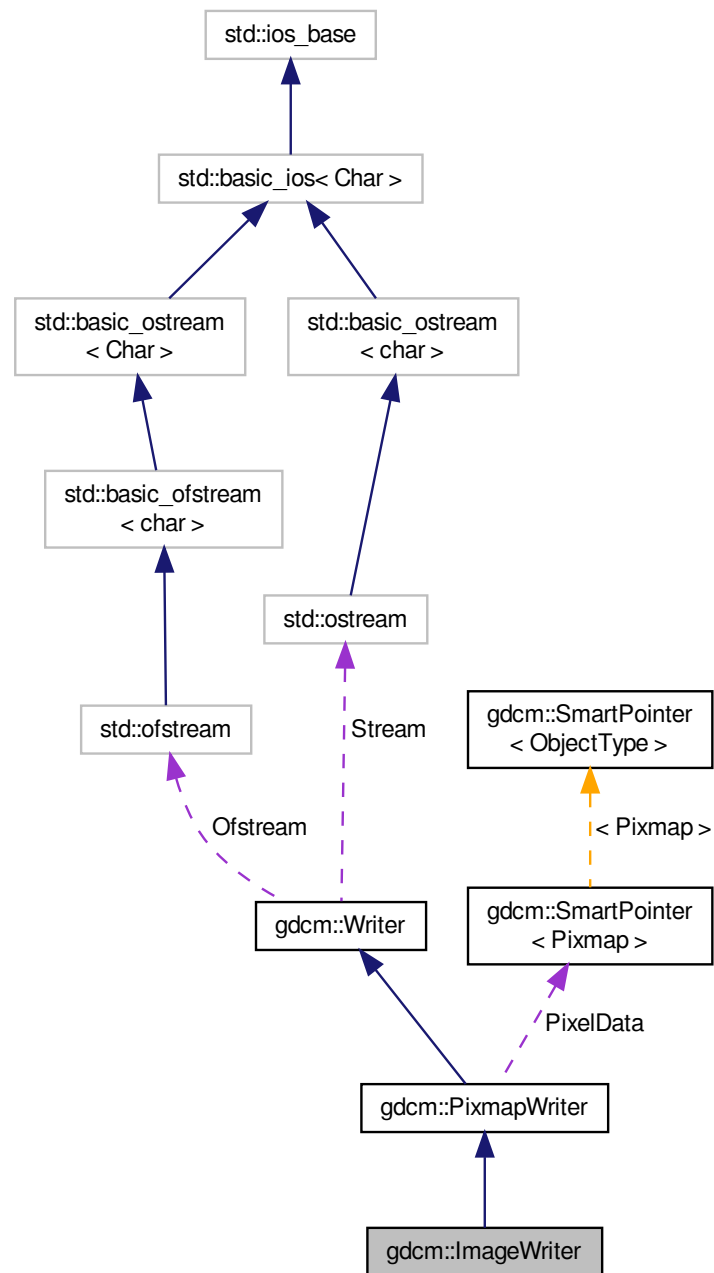 std::ios_base
std::basic_ios< Char >
std::basic_ostream
< Char >
std::basic_ostream
< char >
std::basic_ofstream
< char >
std::ostream
std::ofstream
Stream
gdcm::SmartPointer
< ObjectType >
Ofstream
< Pixmap >
gdcm::Writer
gdcm::SmartPointer
< Pixmap >
PixelData
gdcm::PixmapWriter
gdcm::ImageWriter